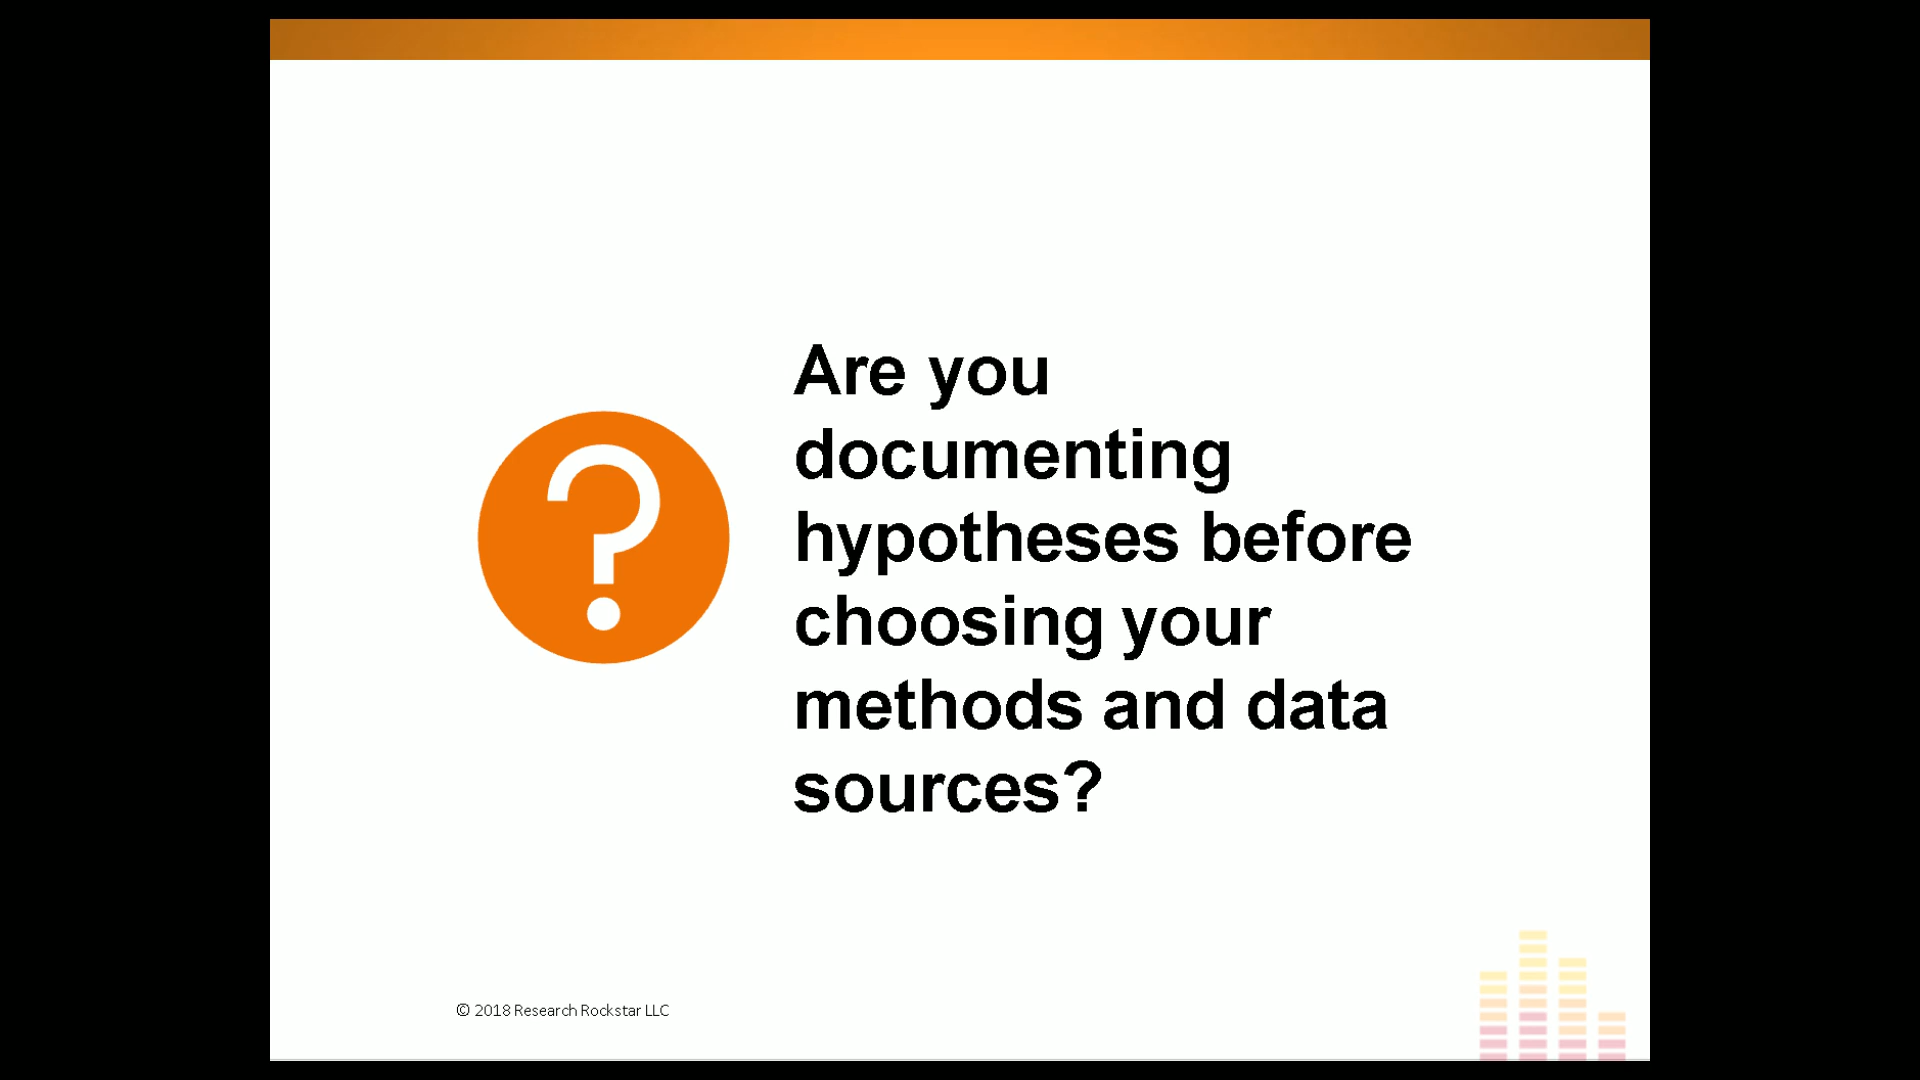 Are you
documenting
hypotheses before
choosing your
methods and data
sources?
© 2018 Research Rockstar LLC